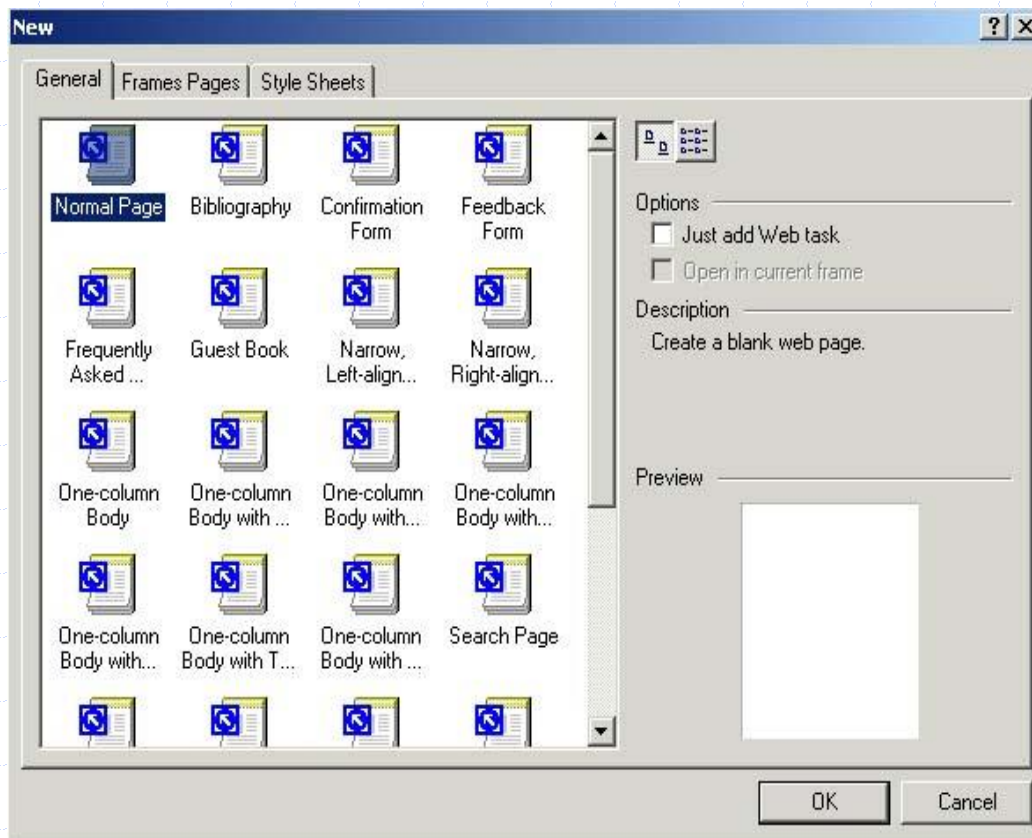 New
General
Frames Pages
Style Sheets
Normal Page
Bibliography
Confirmation
Form
Feedback
Form
Frequently
Asked ...
Guest Book
Narrow,
Left-align...
Narrow,
Right-align...
One-column
Body
One-column
Body with ...
One-column
Body with...
One-column
Body with...
One-column
Body with...
One-column
Body with T...
One-column
Body with ...
Search Page
Options
Just add Web task
Open in current frame
Description
Create a blank web page.
Preview
OK
Cancel